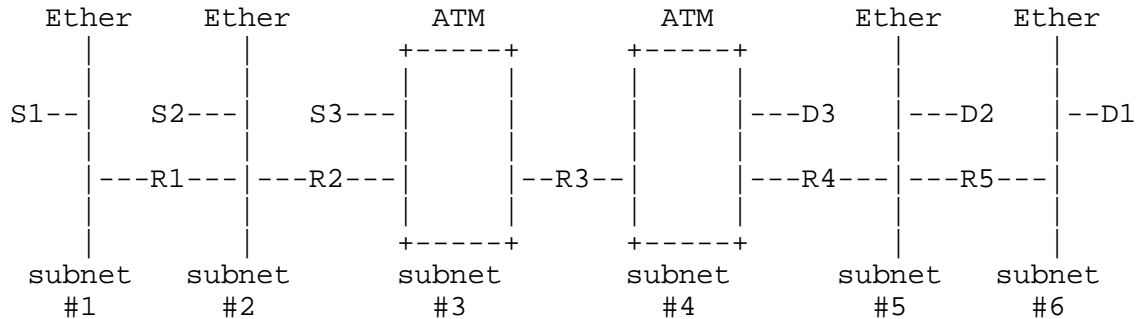 Ether Ether ATM ATM Ether Ether
| | +-----+ +-----+ | |
| | | | | | | |
S1--| S2---| S3---| | | |---D3 |---D2 |--D1
| | | | | | | |
|---R1---|---R2---| |--R3--| |---R4---|---R5---|
| | | | | | | |
| | +-----+ +-----+ | |
subnet subnet subnet subnet subnet subnet
#1 #2 #3 #4 #5 #6